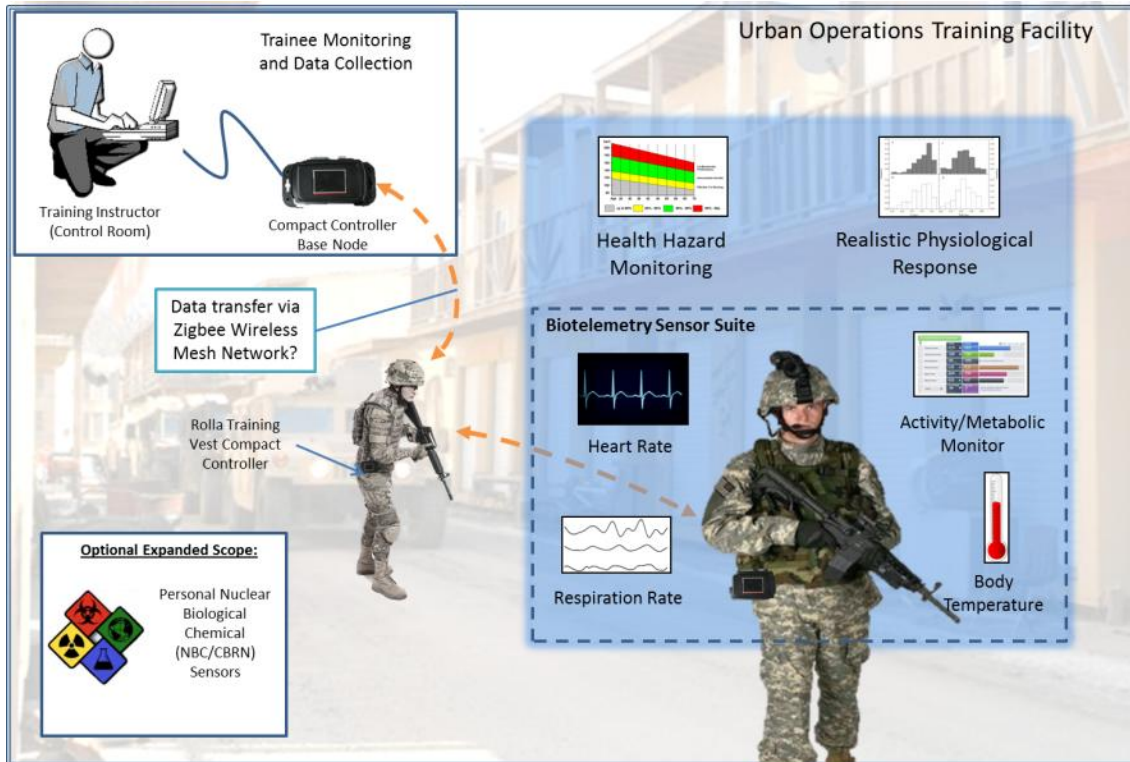 Urban Operations Training Facility
Trainee Monitoring
and Data Collection
Training Instructor
(Control Room)
Compact Controller
Base Node
Data transfer via
Zigbee Wireless
Mesh Network?
Rolla Training
Vest Compact
Controller
Optional Expanded Scope:
Personal Nuclear
Biological
Chemical
(NBC/CBRN)
Sensors
Health Hazard
Monitoring
Realistic Physiological
Response
Biotelemetry Sensor Suite
Heart Rate
Activity/Metabolic
Monitor
Respiration Rate
Body
Temperature